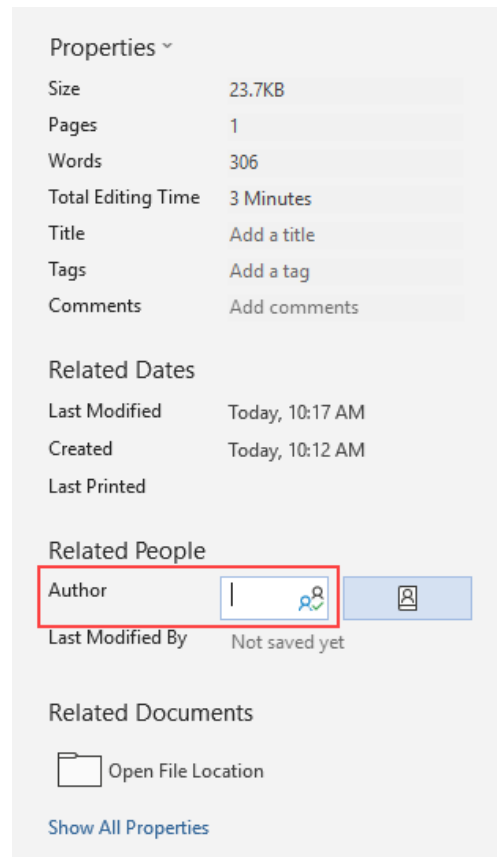 Properties
Size 23.7KB
Pages 1
Words 306
Total Editing Time 3 Minutes
Title Add a title
Tags Add a tag
Comments Add comments
Related Dates
Last Modified Today, 10:17 AM
Created Today, 10:12 AM
Last Printed
Related People
Author
Last Modified By Not saved yet
Related Documents
Open File Location
Show All Properties